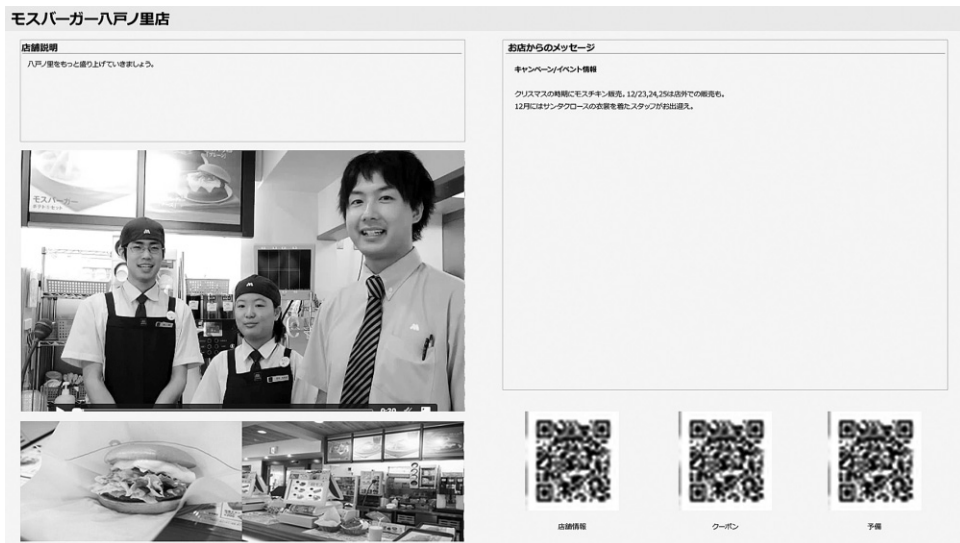 モスバーガー八戸ノ里店
店舗説明
八戸ノ里をもっと盛り上げていきましょう。
お店からのメッセージ
キャンペーン/イベント情報
クリスマスの時期にモスチキン販売。12/23,24,25は店外での販売も。
12月にはサンタクロースの衣裳を着たスタッフがお出迎え。
モスバーガー
0:39
店舗情報
クーポン
予備